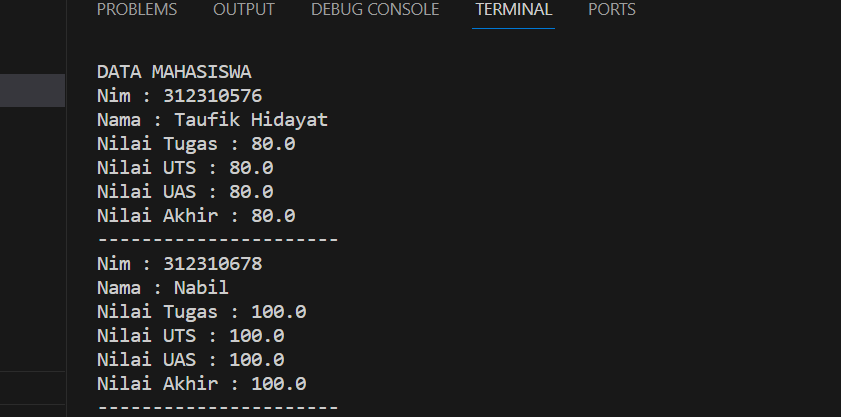 PROBLEMS OUTPUT DEBUG CONSOLE TERMINAL PORTS
DATA MAHASISWA
Nim : 312310576
Nama : Taufik Hidayat
Nilai Tugas : 80.0
Nilai UTS : 80.0
Nilai UAS : 80.0
Nilai Akhir : 80.0
----------------------
Nim : 312310678
Nama : Nabil
Nilai Tugas : 100.0
Nilai UTS : 100.0
Nilai UAS : 100.0
Nilai Akhir : 100.0
----------------------